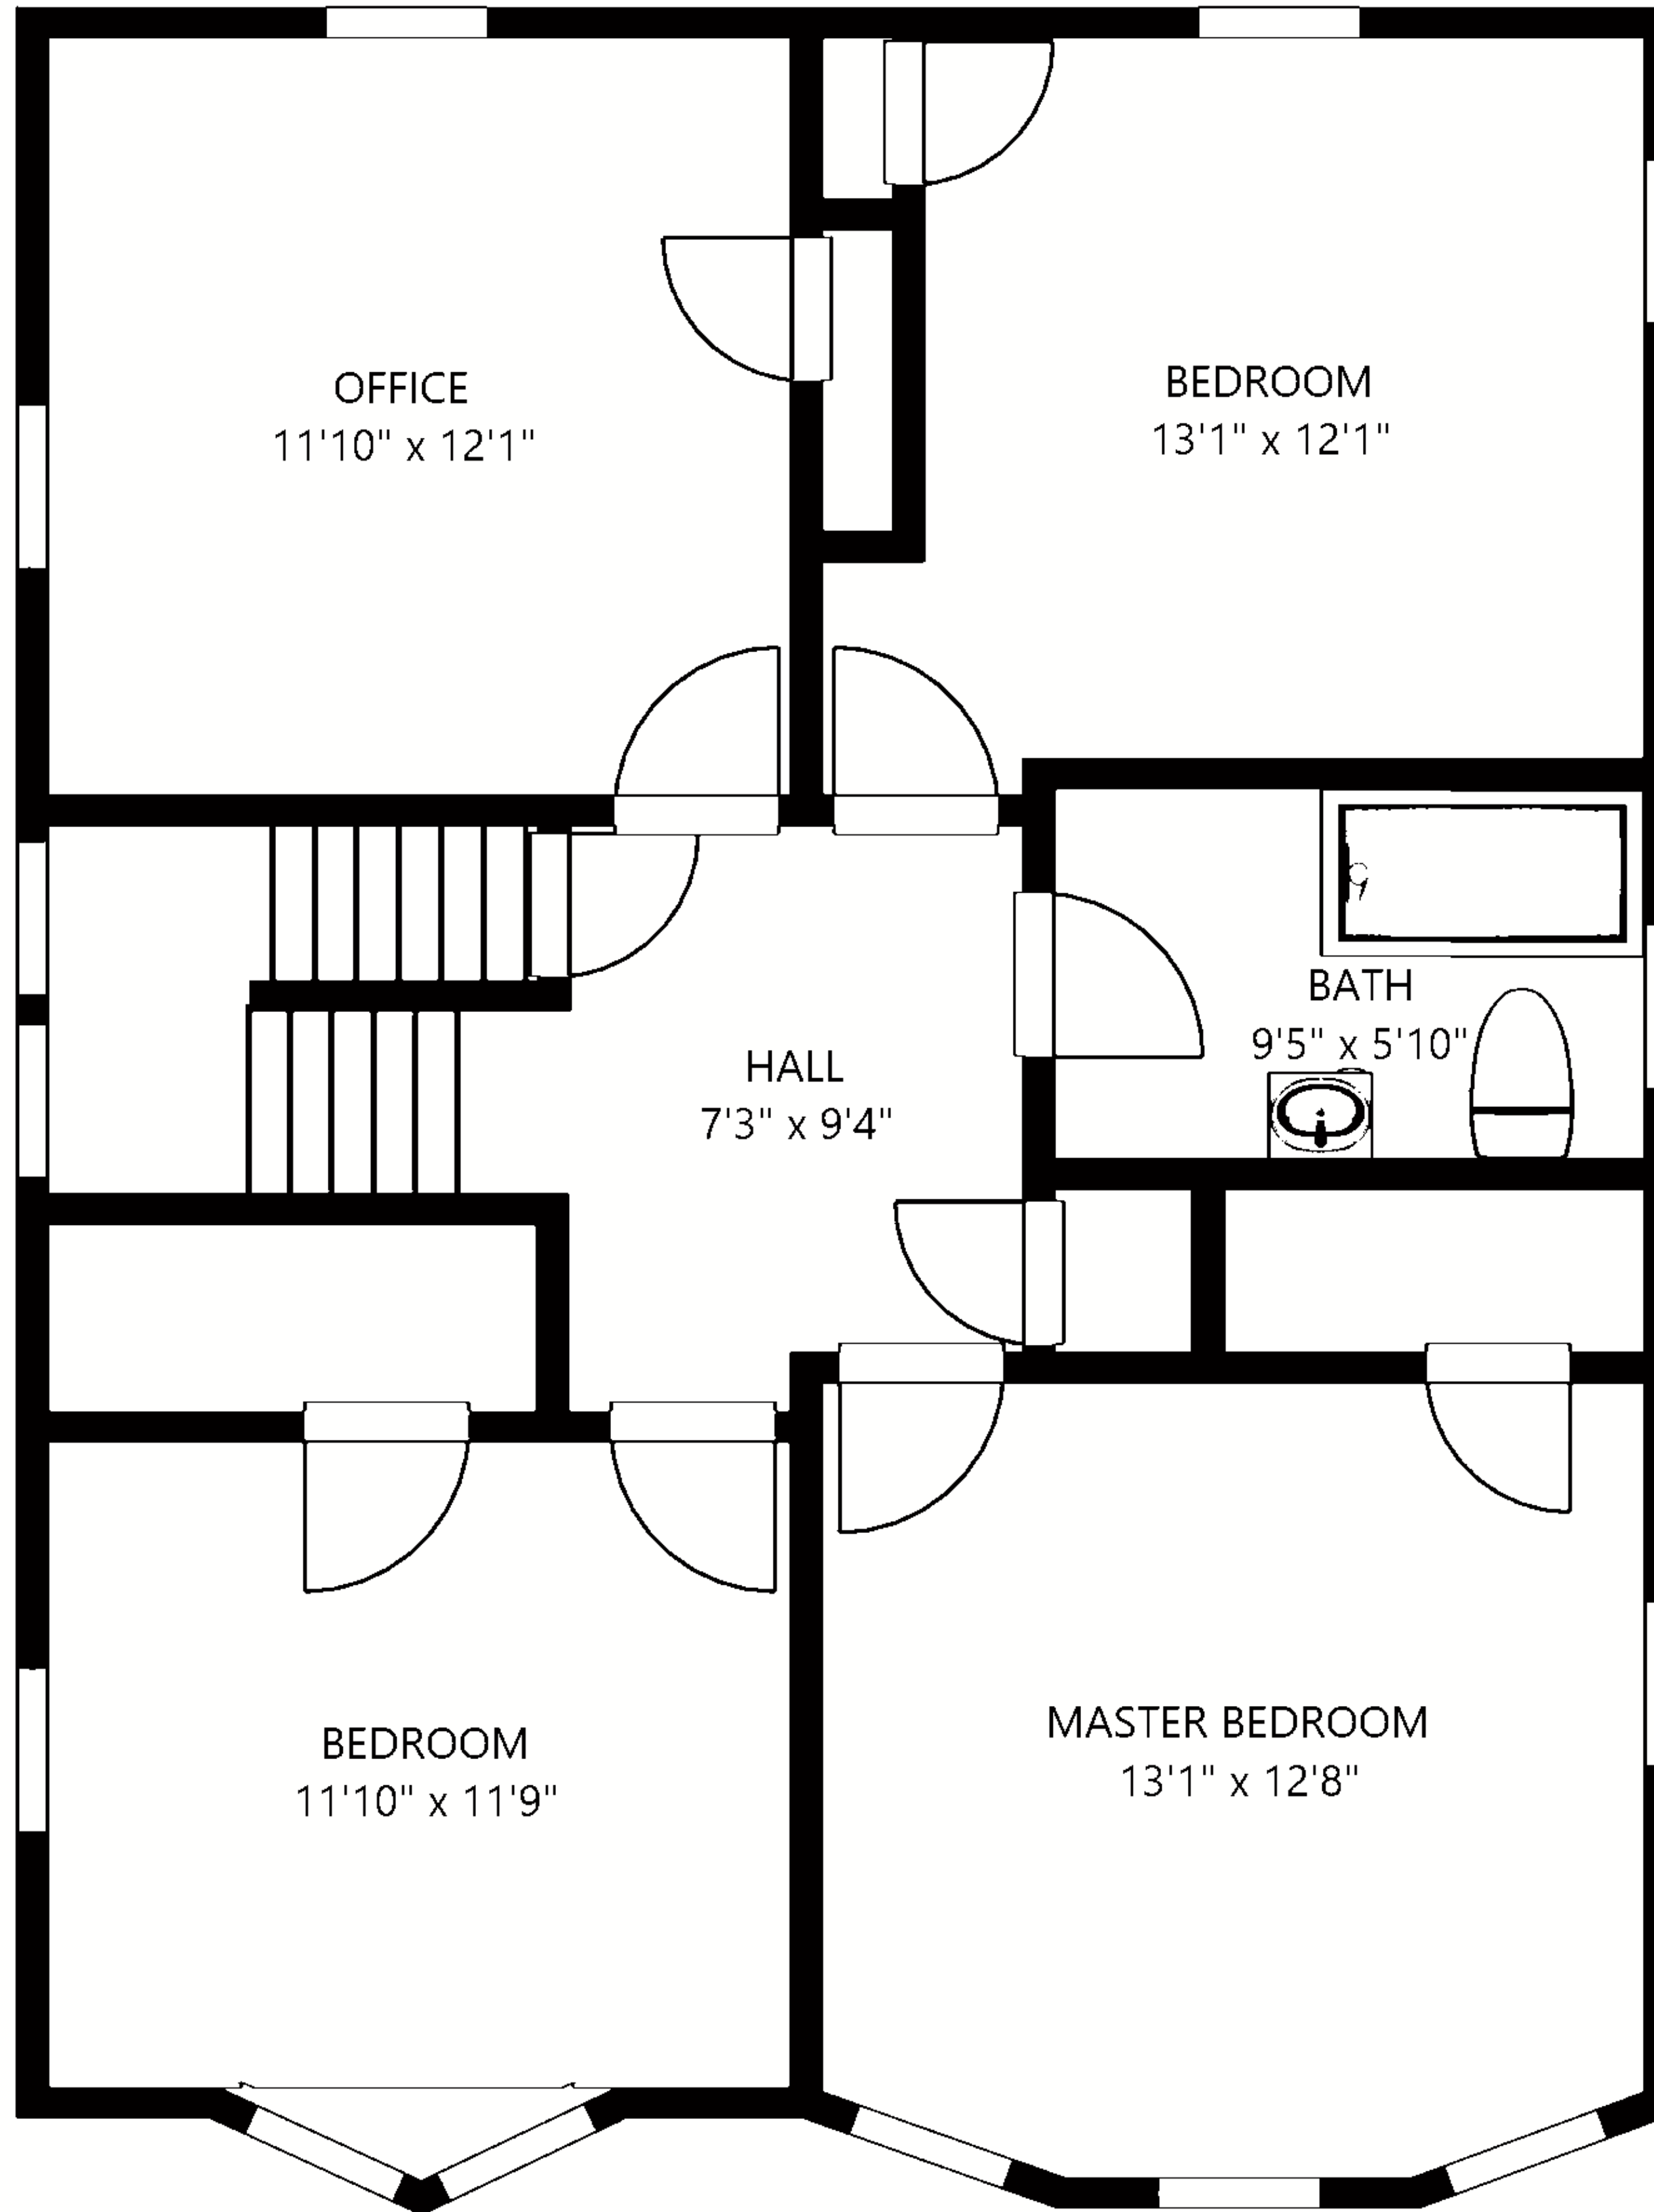 OFFICE
11'10" x 12'1"
BEDROOM
13'1" x 12'1"
BATH
9'5" x 5'10"
HALL
7'3" x 9'4"
BEDROOM
11'10" x 11'9"
MASTER BEDROOM
13'1" x 12'8"